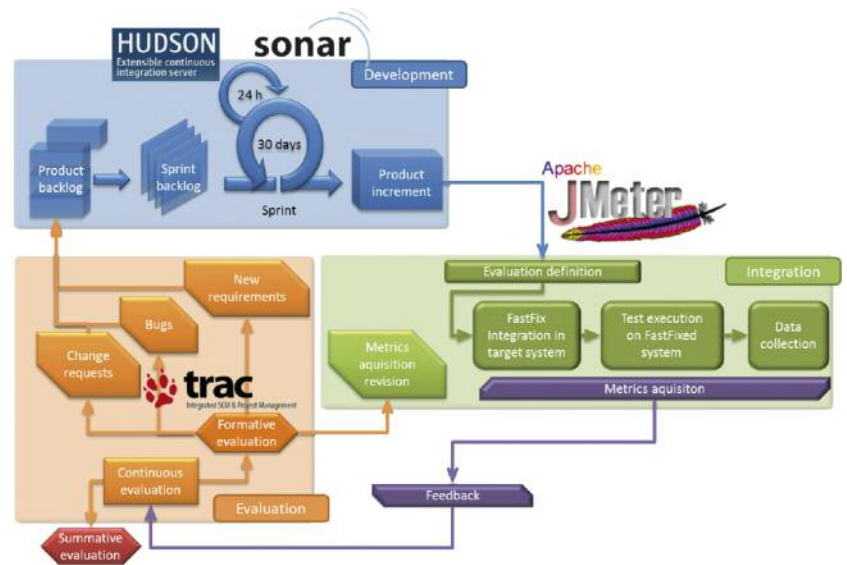 HUDSON
Extensible continuous
integration server
sonar
Development
24 h
30 days
Product
backlog
Sprint
backlog
Sprint
Product
increment
Apache
JMeter
Evaluation definition
Integration
FastFix
Integration in
target system
Test execution
on FastFixed
system
Data
collection
Metrics
aquisition
revision
Metrics aquisiton
New
requirements
Bugs
Change
requests
trac
Integrated SCM & Project Management
Formative
evaluation
Continuous
evaluation
Evaluation
Feedback
Summative
evaluation